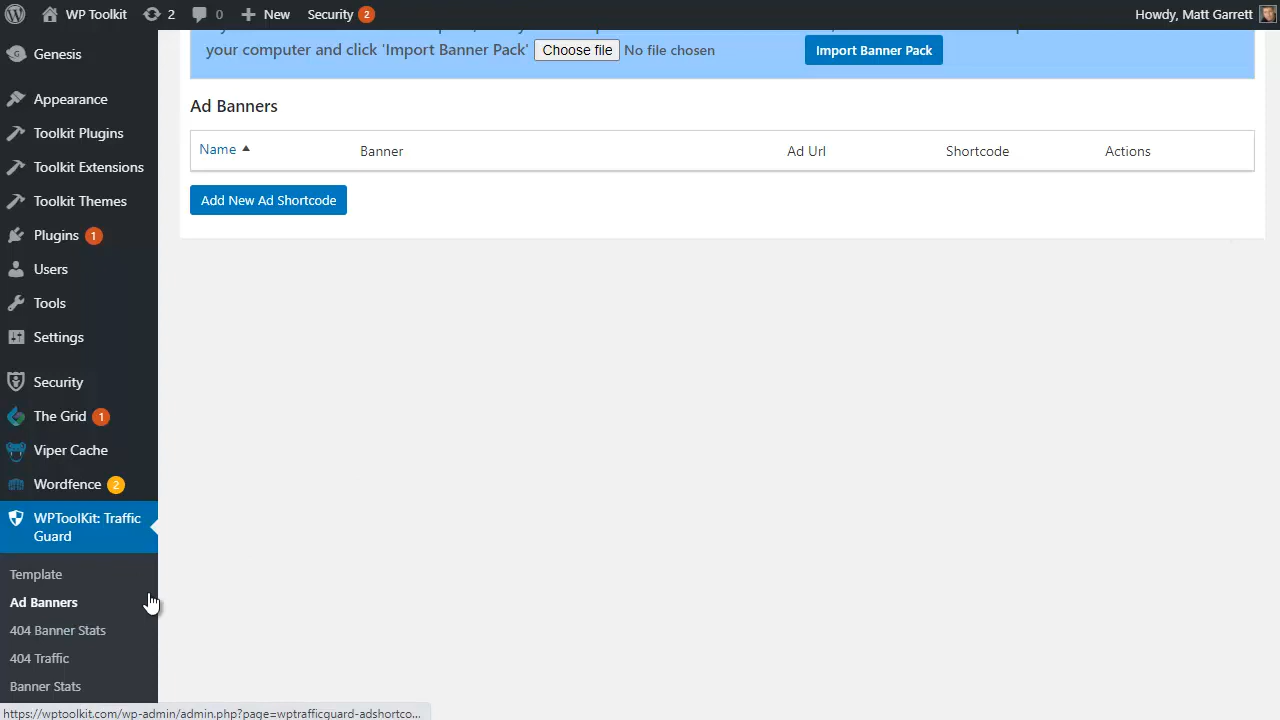 WP Toolkit 2 0 New Security 2 Howdy, Matt Garrett
your computer and click 'Import Banner Pack' Choose file No file chosen Import Banner Pack
Ad Banners
Name Banner Ad Url Shortcode Actions
Add New Ad Shortcode
Genesis
Appearance
Toolkit Plugins
Toolkit Extensions
Toolkit Themes
Plugins 1
Users
Tools
Settings
Security
The Grid 1
Viper Cache
Wordfence 2
WPToolKit: Traffic
Guard
Template
Ad Banners
404 Banner Stats
404 Traffic
Banner Stats
https://wptoolkit.com/wp-admin/admin.php?page=wptrafficguard-adshortco...